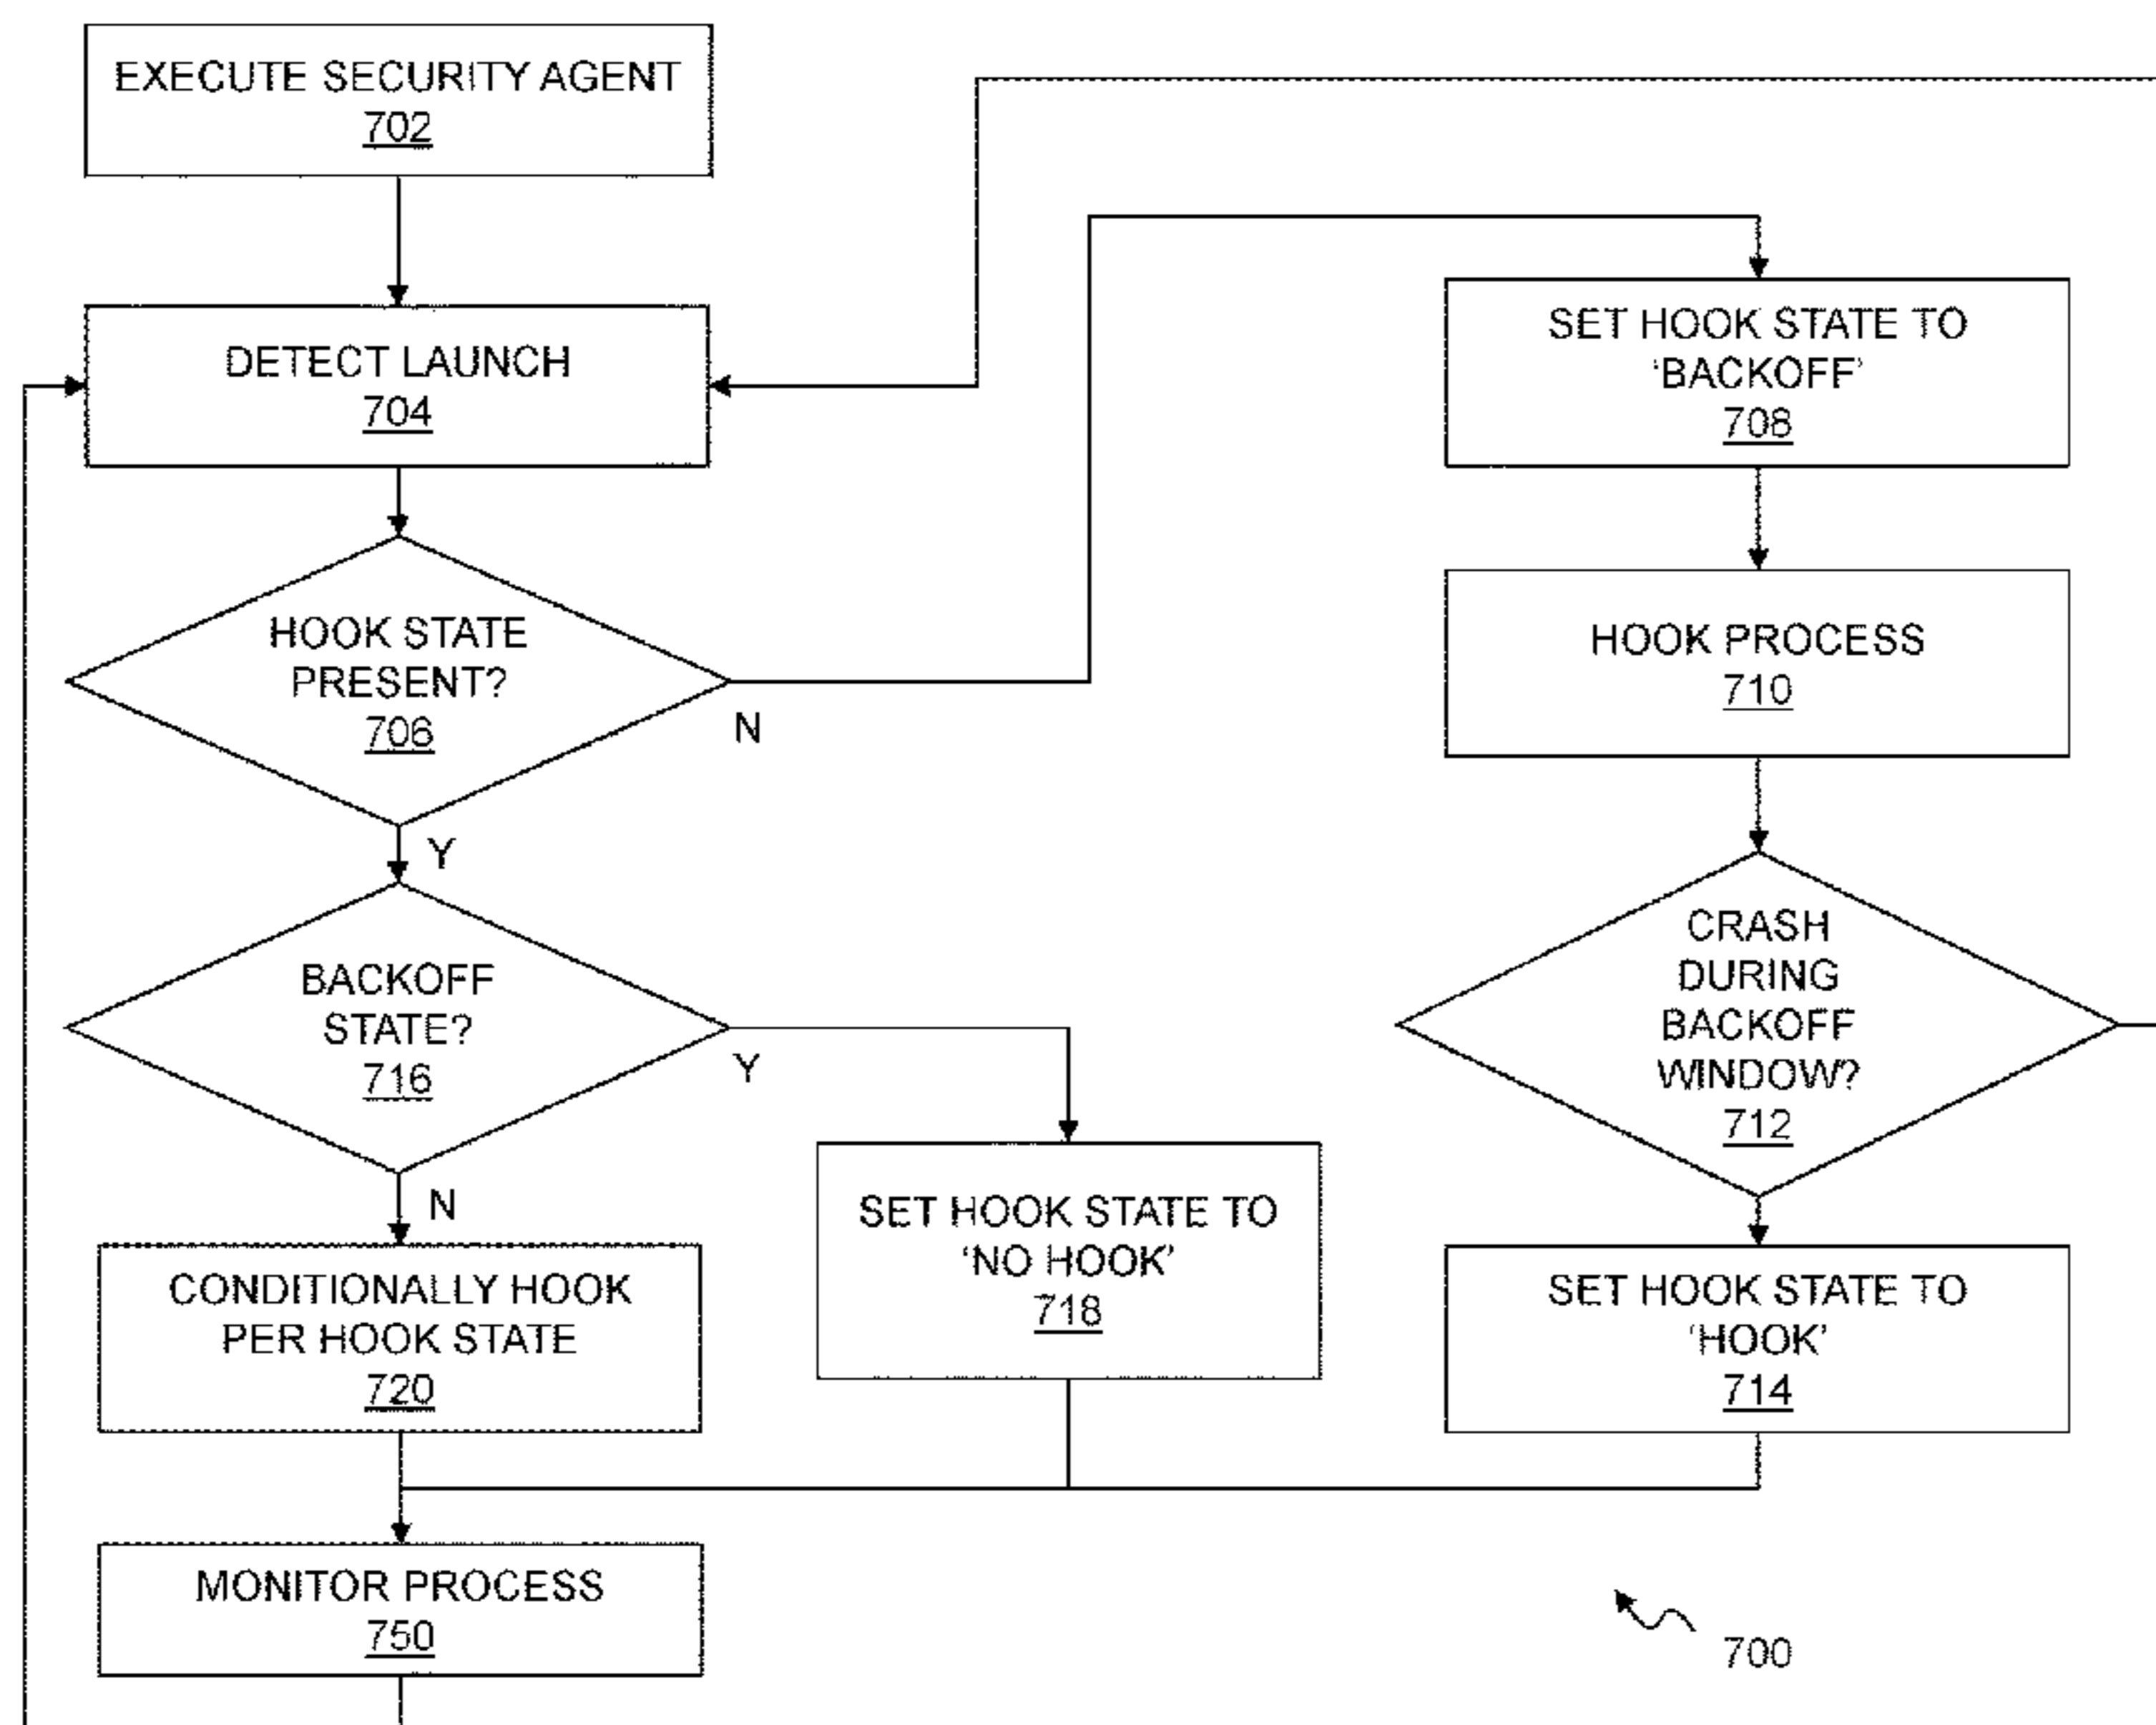 EXECUTE SECURITY AGENT
702
DETECT LAUNCH
704
HOOK STATE
PRESENT?
706
N
Y
BACKOFF
STATE?
716
Y
N
CONDITIONALLY HOOK
PER HOOK STATE
720
SET HOOK STATE TO
'NO HOOK'
718
MONITOR PROCESS
750
SET HOOK STATE TO
'BACKOFF'
708
HOOK PROCESS
710
CRASH
DURING
BACKOFF
WINDOW?
712
SET HOOK STATE TO
'HOOK'
714
700